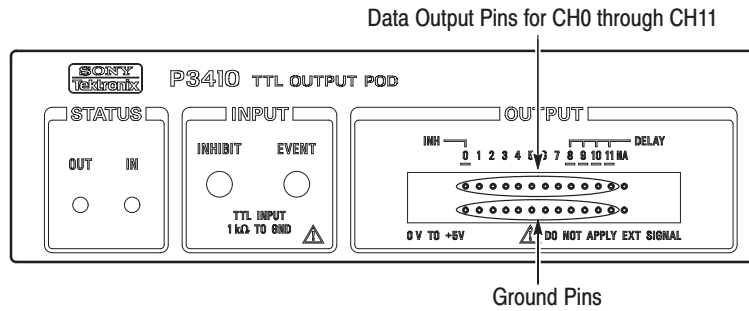 Data Output Pins for CH0 through CH11
SONY
Tektronix
P3410 TTL OUTPUT POD
STATUS
INPUT
OUTPUT
OUT IN
INHIBIT EVENT
INH DELAY
0 1 2 3 4 5 6 7 8 9 10 11 NA
TTL INPUT
1 kΩ TO GND
0 V TO +5V
DO NOT APPLY EXT SIGNAL
Ground Pins